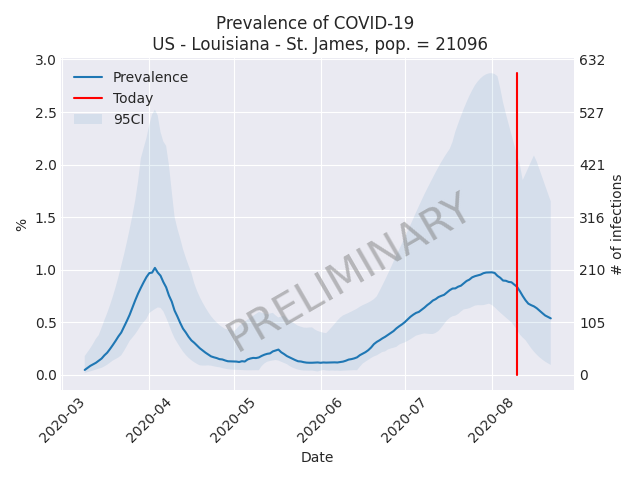 Prevalence of COVID-19
US - Louisiana - St. James, pop. = 21096
Prevalence
Today
95CI
PRELIMINARY
%
3.0
2.5
2.0
1.5
1.0
0.5
0.0
632
527
421
316
210
105
0
# of infections
2020-03
2020-04
2020-05
2020-06
2020-07
2020-08
Date